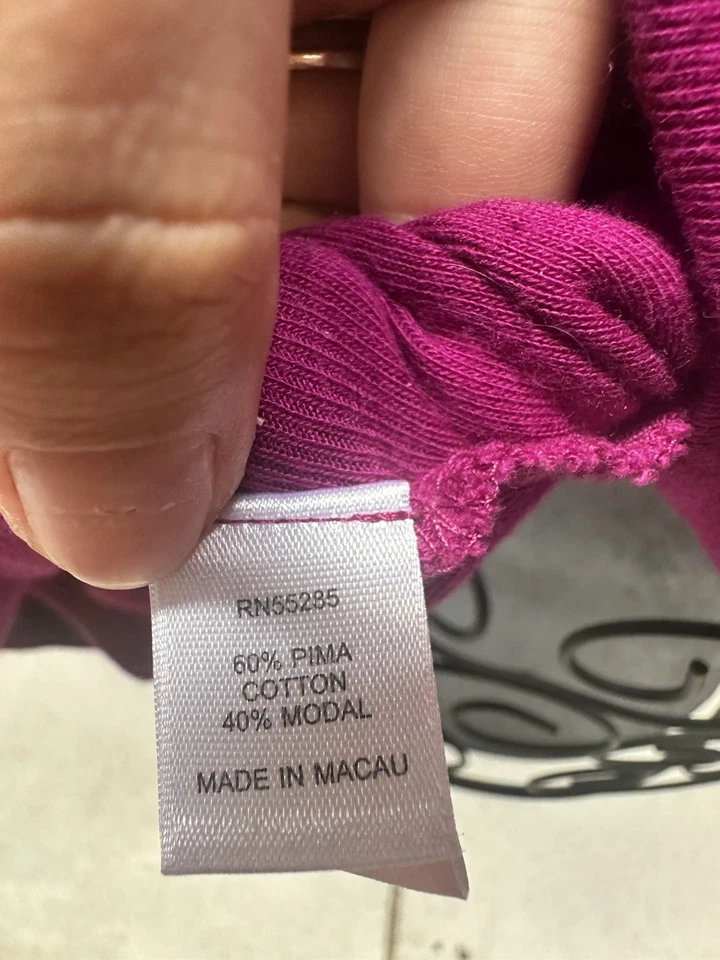 RN55285
60% PIMA
COTTON
40% MODAL
MADE IN MACAU